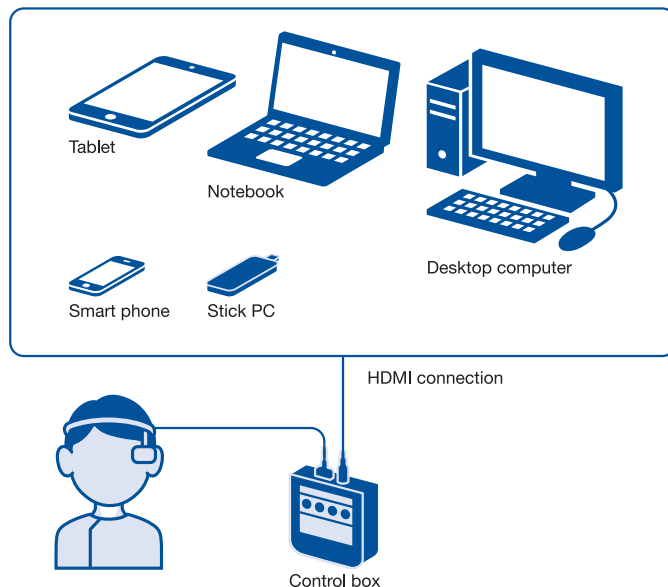 Tablet
Notebook
Desktop computer
Smart phone
Stick PC
HDMI connection
Control box